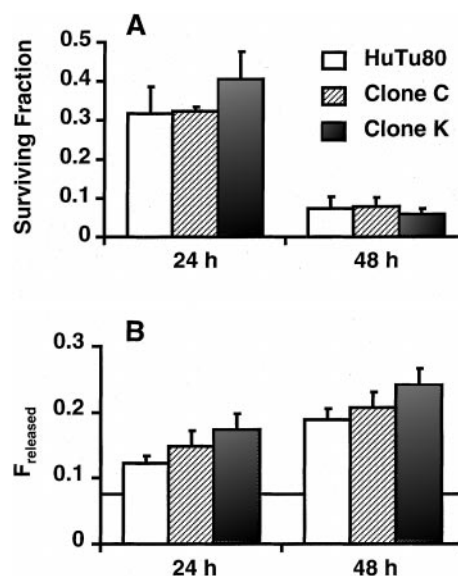 A
0.5
0.4
0.3
0.2
0.1
0
Surviving Fraction
HuTu80
Clone C
Clone K
24 h 48 h
B
0.3
0.2
0.1
0
Freleased
24 h 48 h